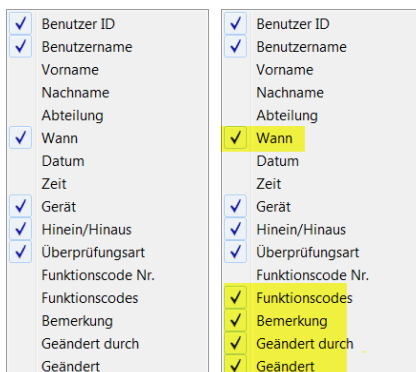 Benutzer ID
Benutzername
Vorname
Nachname
Abteilung
Wann
Datum
Zeit
Gerät
Hinein/Hinaus
Überprüfungsart
Funktionscode Nr.
Funktionscodes
Bemerkung
Geändert durch
Geändert
Benutzer ID
Benutzername
Vorname
Nachname
Abteilung
Wann
Datum
Zeit
Gerät
Hinein/Hinaus
Überprüfungsart
Funktionscode Nr.
Funktionscodes
Bemerkung
Geändert durch
Geändert